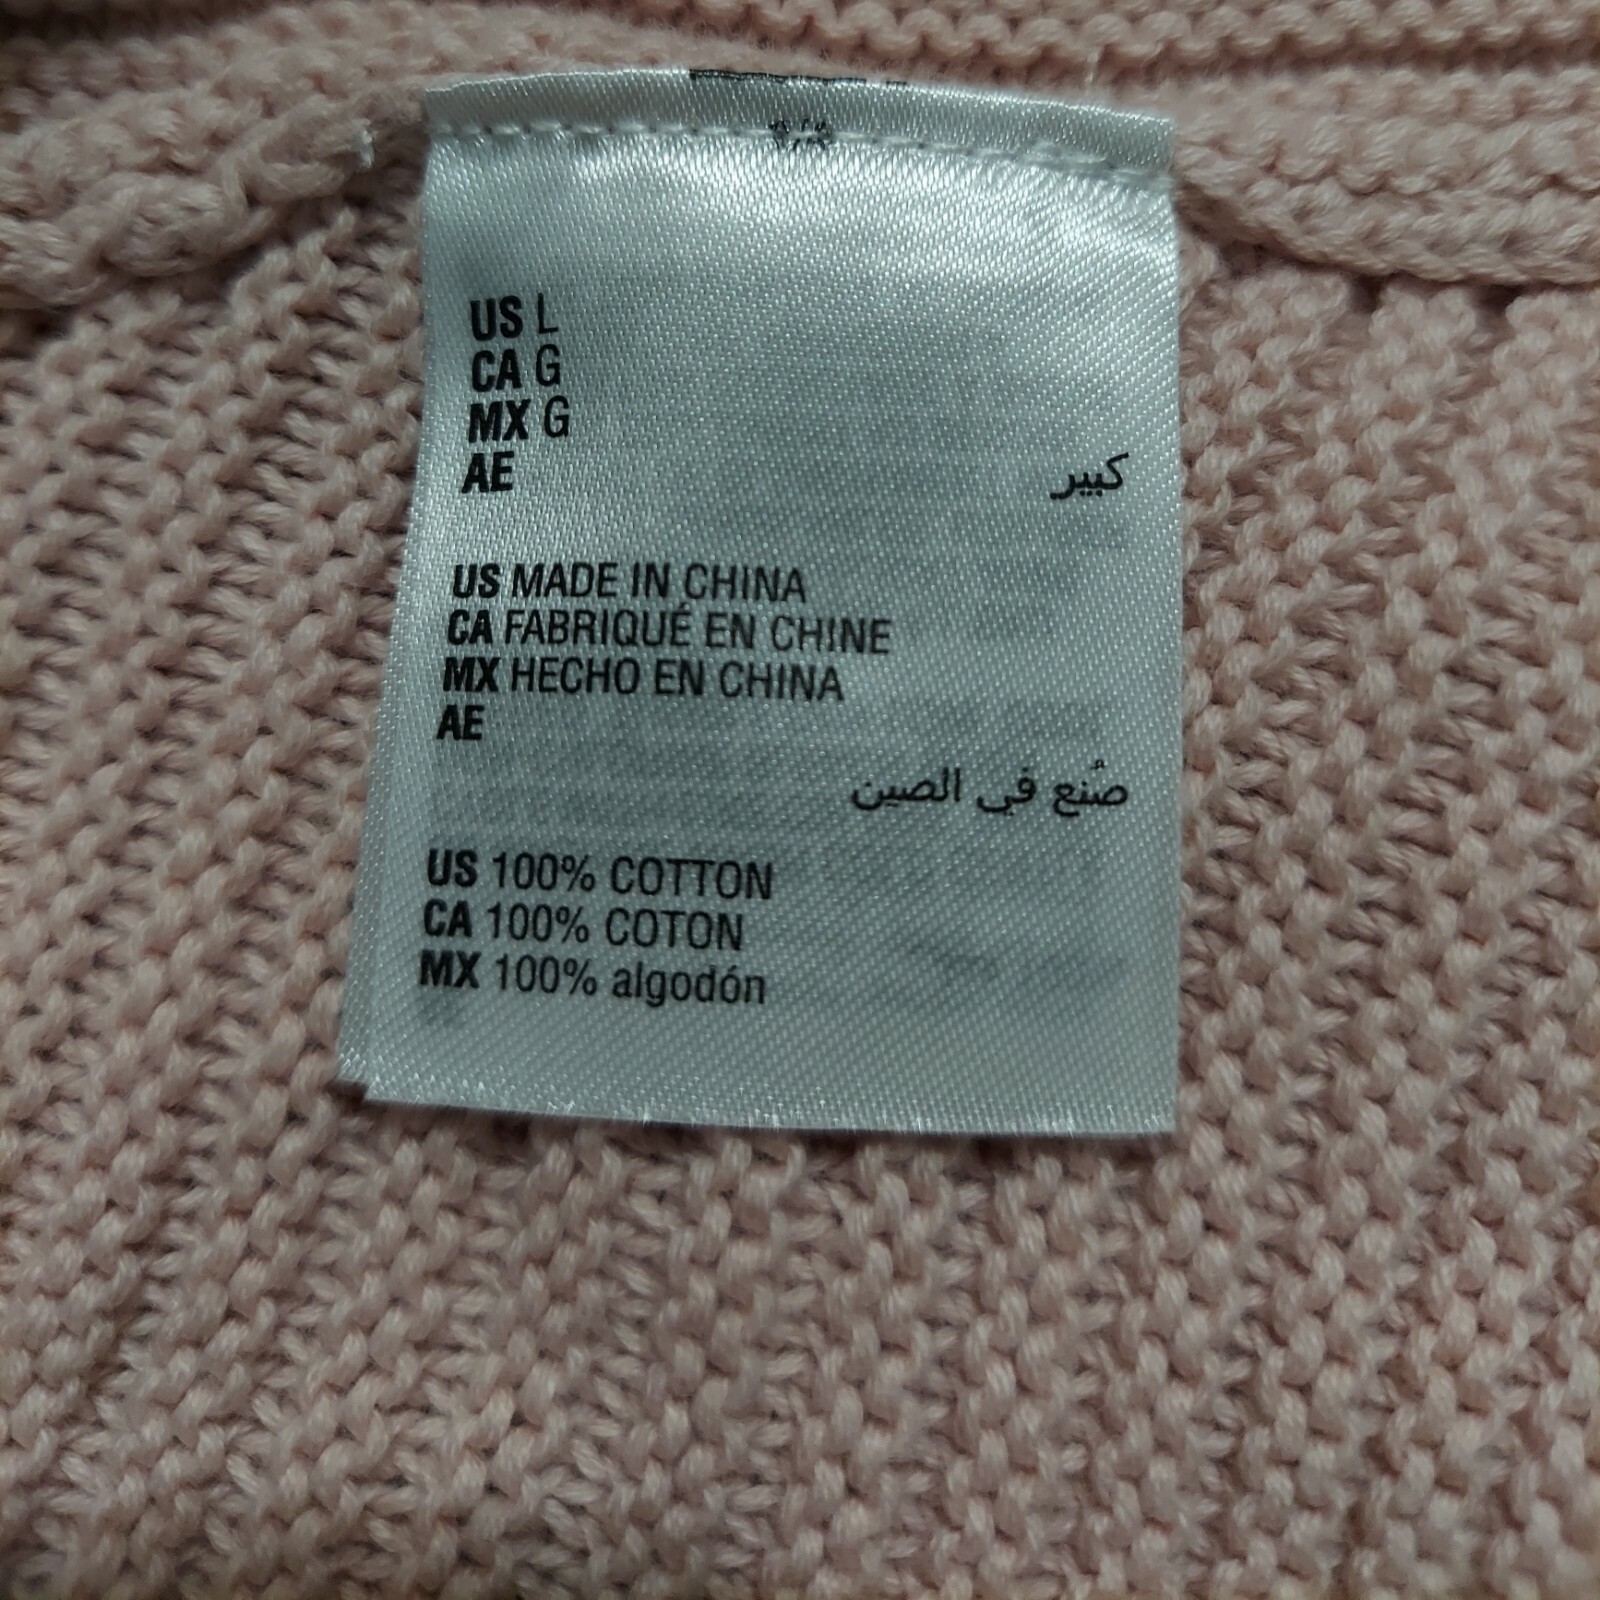 US L
CA G
MX G
AE
كبير
US MADE IN CHINA
CA FABRIQUÉ EN CHINE
MX HECHO EN CHINA
AE
صُنع في الصين
US 100% COTTON
CA 100% COTON
MX 100% algodón